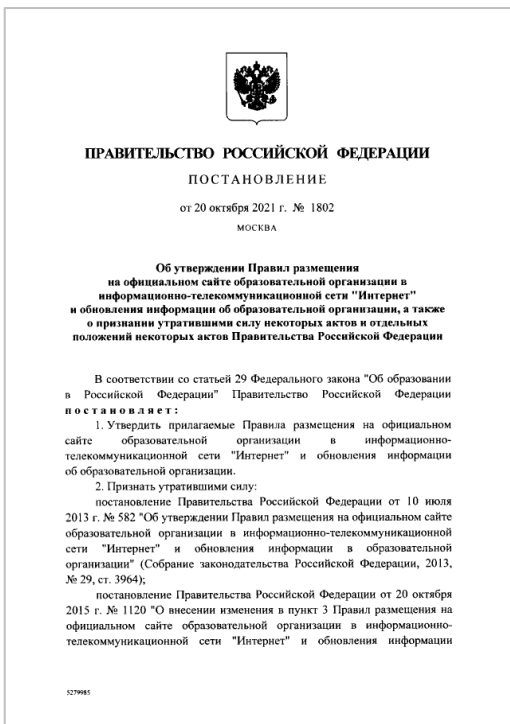 ПРАВИТЕЛЬСТВО РОССИЙСКОЙ ФЕДЕРАЦИИ
ПОСТАНОВЛЕНИЕ
от 20 октября 2021 г. № 1802
МОСКВА
Об утверждении Правил размещения
на официальном сайте образовательной организации в
информационно-телекоммуникационной сети "Интернет"
и обновления информации об образовательной организации, а также
о признании утратившими силу некоторых актов и отдельных
положений некоторых актов Правительства Российской Федерации
В соответствии со статьей 29 Федерального закона "Об образовании
в Российской Федерации" Правительство Российской Федерации
постановляет:
1. Утвердить прилагаемые Правила размещения на официальном
сайте образовательной организации в информационно-
телекоммуникационной сети "Интернет" и обновления информации
об образовательной организации.
2. Признать утратившими силу:
постановление Правительства Российской Федерации от 10 июля
2013 г. № 582 "Об утверждении Правил размещения на официальном сайте
образовательной организации в информационно-телекоммуникационной
сети "Интернет" и обновления информации в образовательной
организации" (Собрание законодательства Российской Федерации, 2013,
№ 29, ст. 3964);
постановление Правительства Российской Федерации от 20 октября
2015 г. № 1120 "О внесении изменения в пункт 3 Правил размещения на
официальном сайте образовательной организации в информационно-
телекоммуникационной сети "Интернет" и обновления информации
5279985